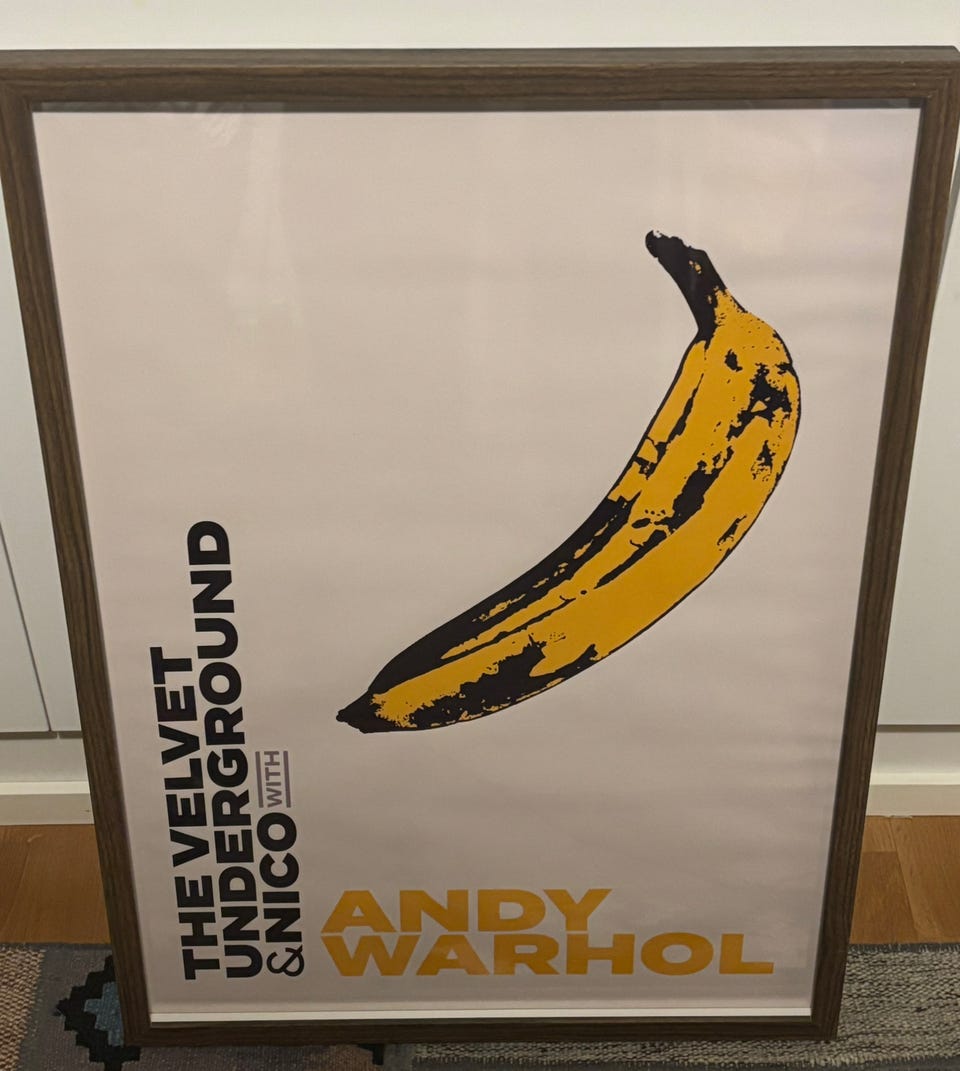 THE VELVET
UNDERGROUND
&NICO WITH
ANDY
WARHOL